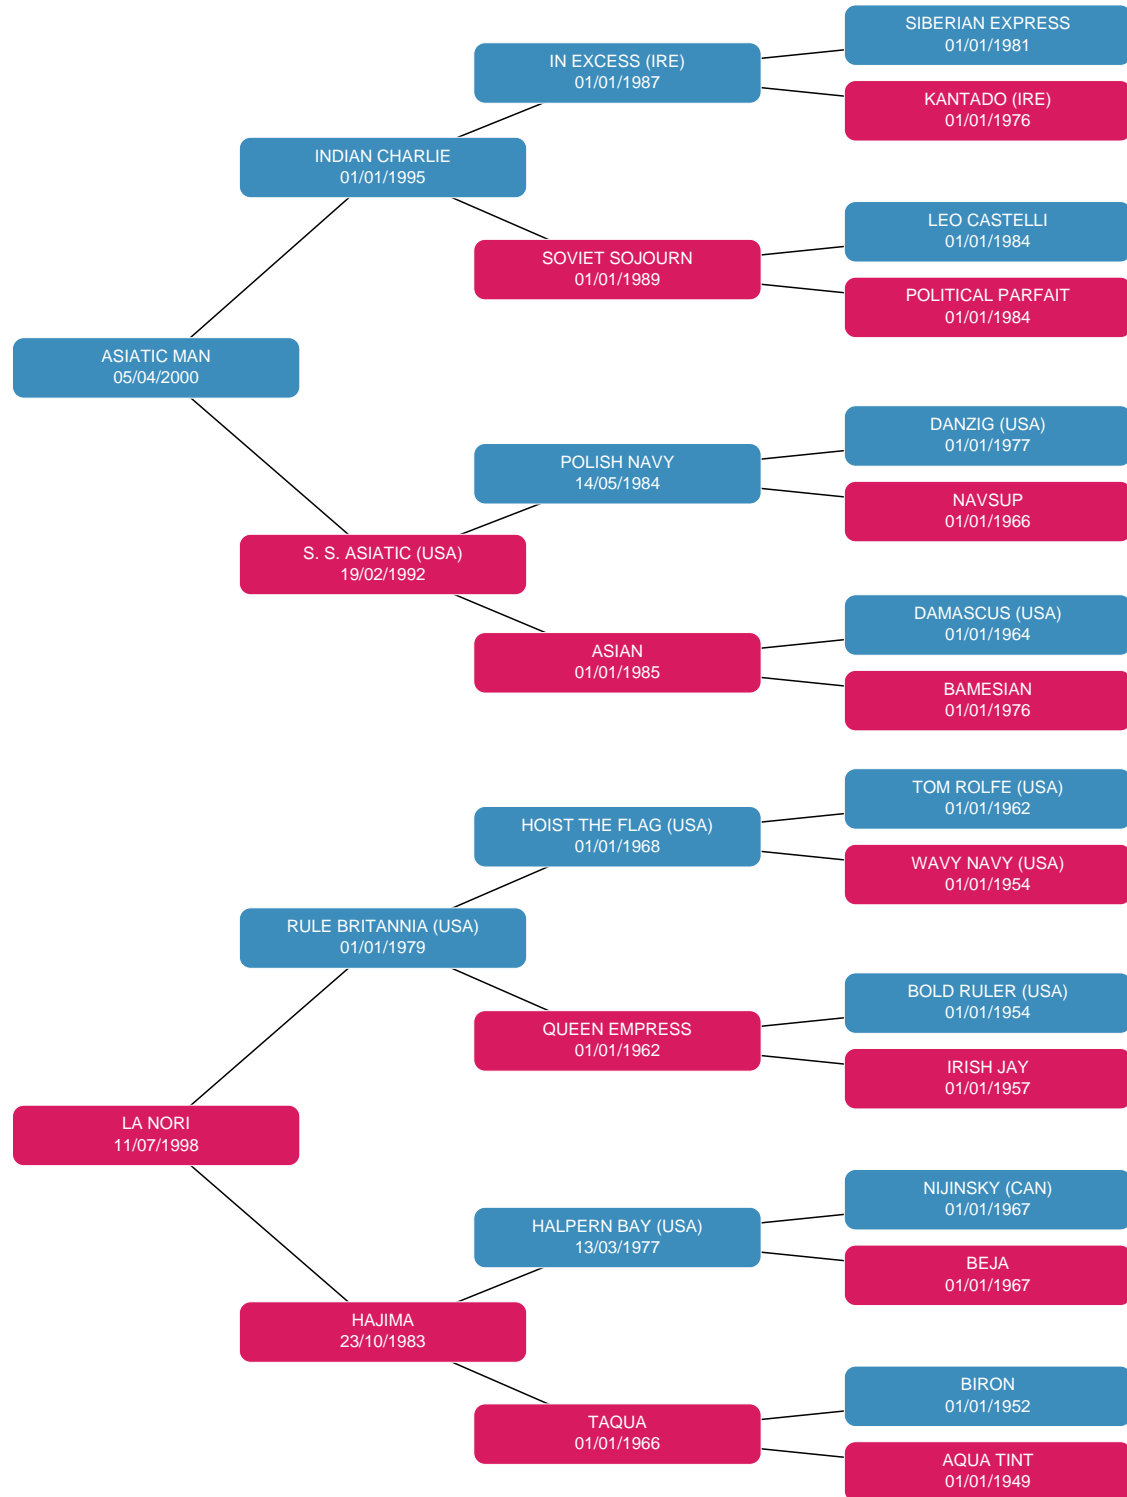 SIBERIAN EXPRESS
01/01/1981
IN EXCESS (IRE)
01/01/1987
KANTADO (IRE)
01/01/1976
INDIAN CHARLIE
01/01/1995
LEO CASTELLI
01/01/1984
SOVIET SOJOURN
01/01/1989
POLITICAL PARFAIT
01/01/1984
ASIATIC MAN
05/04/2000
DANZIG (USA)
01/01/1977
POLISH NAVY
14/05/1984
NAVSUP
01/01/1966
S. S. ASIATIC (USA)
19/02/1992
DAMASCUS (USA)
01/01/1964
ASIAN
01/01/1985
BAMESIAN
01/01/1976
TOM ROLFE (USA)
01/01/1962
HOIST THE FLAG (USA)
01/01/1968
WAVY NAVY (USA)
01/01/1954
RULE BRITANNIA (USA)
01/01/1979
BOLD RULER (USA)
01/01/1954
QUEEN EMPRESS
01/01/1962
IRISH JAY
01/01/1957
LA NORI
11/07/1998
NIJINSKY (CAN)
01/01/1967
HALPERN BAY (USA)
13/03/1977
BEJA
01/01/1967
HAJIMA
23/10/1983
BIRON
01/01/1952
TAQUA
01/01/1966
AQUA TINT
01/01/1949